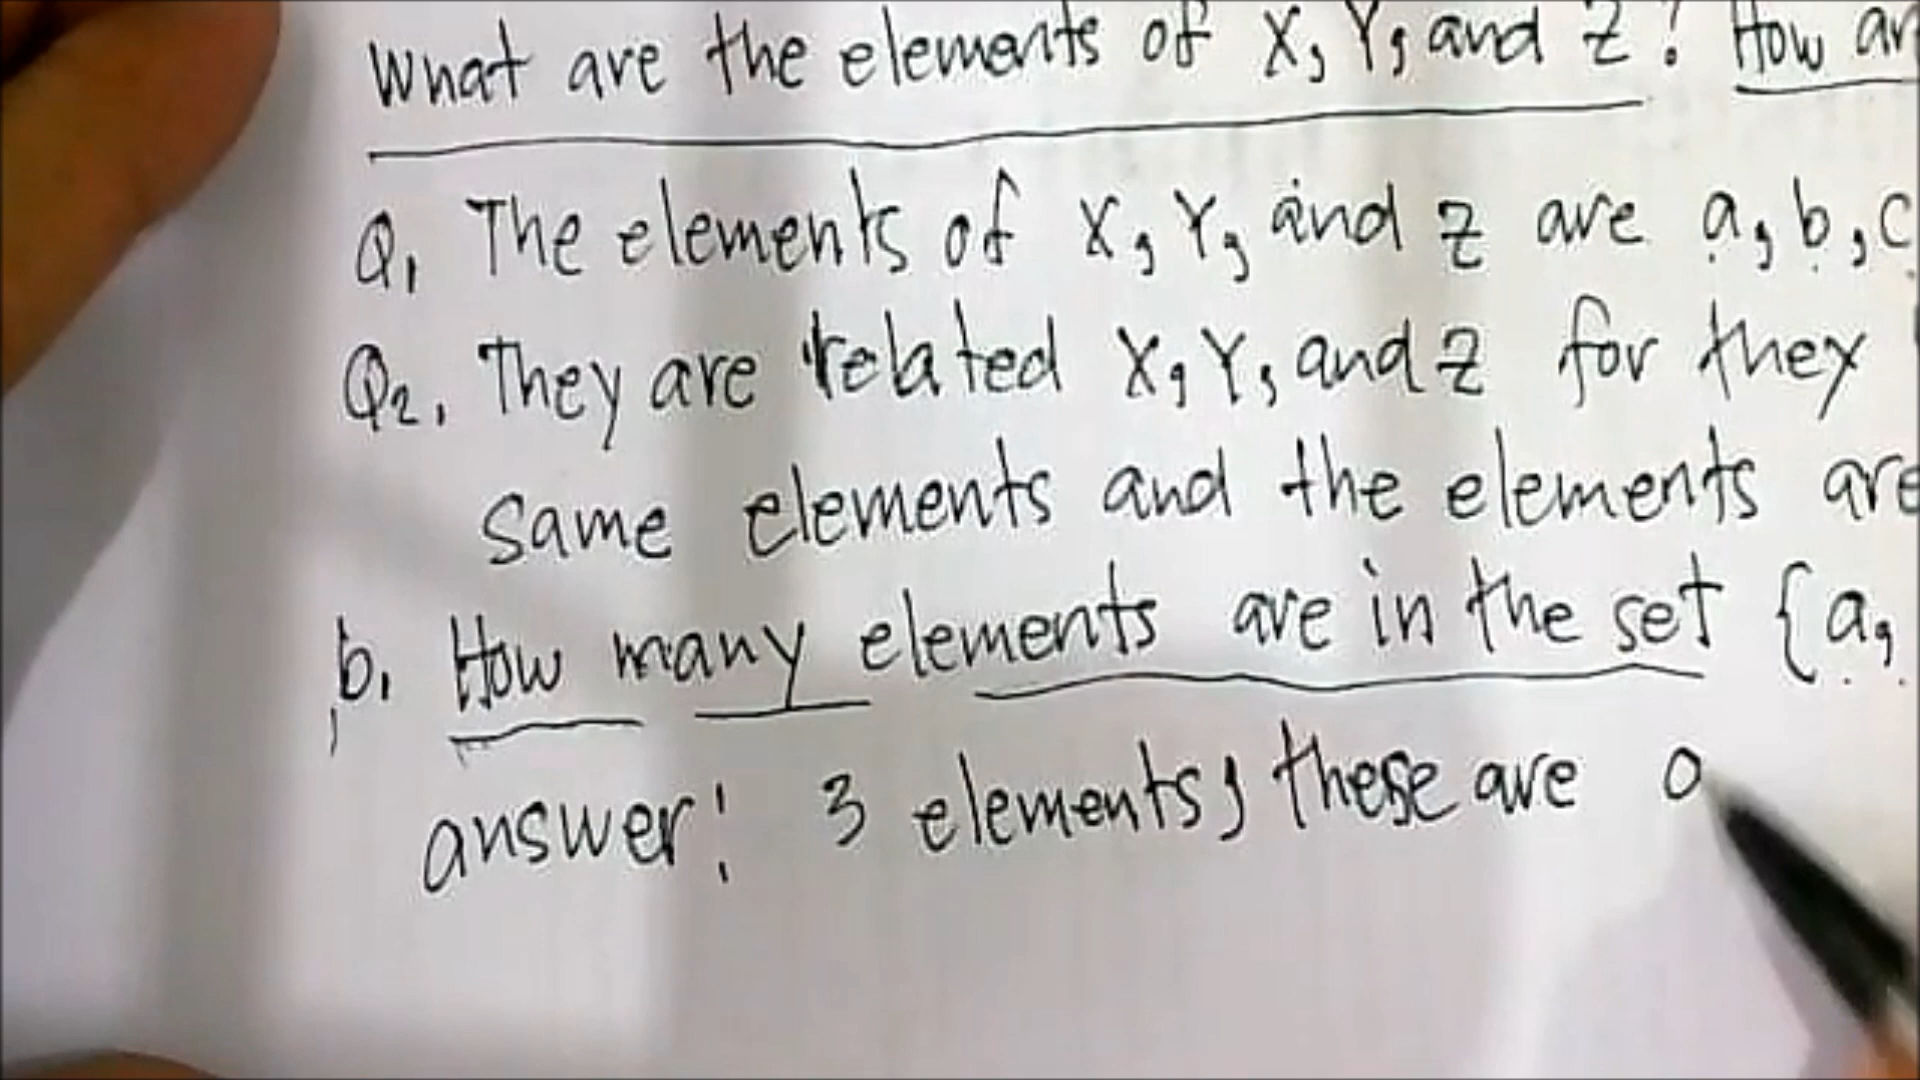 What are the elements of X, Y, and Z? How ar
Q1 The elements of X, Y, and Z are a, b, c
Q2. They are related X, Y, and Z for they
same elements and the elements are
b. How many elements are in the set {a,
answer: 3 elements; these are a